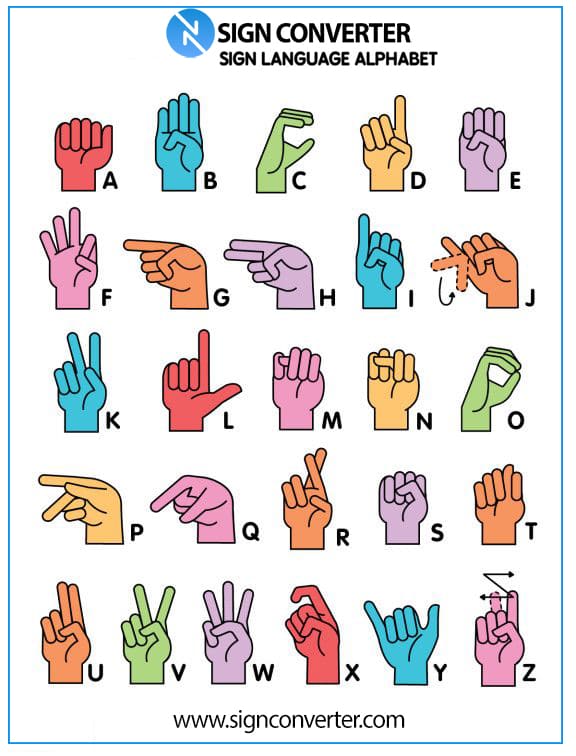 SIGN CONVERTER
SIGN LANGUAGE ALPHABET
A B C D E
F G H I J
K L M N O
P Q R S T
U V W X Y Z
www.signconverter.com